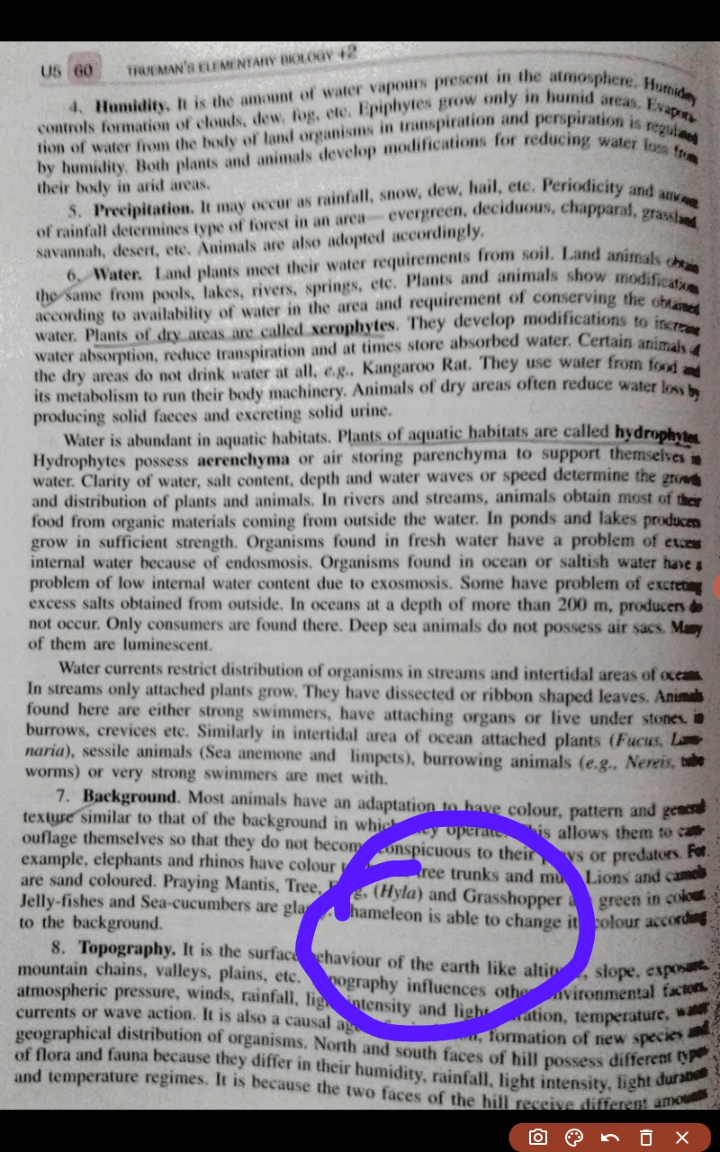 U5 60 TRUEMAN'S ELEMENTARY BIOLOGY +2
4. Humidity. It is the amount of water vapours present in the atmosphere. Humidity
controls formation of clouds, dew, fog, etc. Epiphytes grow only in humid areas. Evapora-
tion of water from the body of land organisms in transpiration and perspiration is regulated
by humidity. Both plants and animals develop modifications for reducing water loss from
their body in arid areas.
5. Precipitation. It may occur as rainfall, snow, dew, hail, etc. Periodicity and amount
of rainfall determines type of forest in an area— evergreen, deciduous, chapparal, grassland,
savannah, desert, etc. Animals are also adopted accordingly.
6. Water. Land plants meet their water requirements from soil. Land animals obtain
the same from pools, lakes, rivers, springs, etc. Plants and animals show modification
according to availability of water in the area and requirement of conserving the obtained
water. Plants of dry areas are called xerophytes. They develop modifications to increase
water absorption, reduce transpiration and at times store absorbed water. Certain animals of
the dry areas do not drink water at all, e.g., Kangaroo Rat. They use water from food and
its metabolism to run their body machinery. Animals of dry areas often reduce water loss by
producing solid faeces and excreting solid urine.
Water is abundant in aquatic habitats. Plants of aquatic habitats are called hydrophytes.
Hydrophytes possess aerenchyma or air storing parenchyma to support themselves in
water. Clarity of water, salt content, depth and water waves or speed determine the growth
and distribution of plants and animals. In rivers and streams, animals obtain most of their
food from organic materials coming from outside the water. In ponds and lakes producers
grow in sufficient strength. Organisms found in fresh water have a problem of excess
internal water because of endosmosis. Organisms found in ocean or saltish water have a
problem of low internal water content due to exosmosis. Some have problem of excreting
excess salts obtained from outside. In oceans at a depth of more than 200 m, producers do
not occur. Only consumers are found there. Deep sea animals do not possess air sacs. Many
of them are luminescent.
Water currents restrict distribution of organisms in streams and intertidal areas of oceans.
In streams only attached plants grow. They have dissected or ribbon shaped leaves. Animals
found here are either strong swimmers, have attaching organs or live under stones, in
burrows, crevices etc. Similarly in intertidal area of ocean attached plants (Fucus, Lami-
naria), sessile animals (Sea anemone and limpets), burrowing animals (e.g., Nereis, tube
worms) or very strong swimmers are met with.
7. Background. Most animals have an adaptation to have colour, pattern and general
texture similar to that of the background in which they operate. This allows them to cam-
ouflage themselves so that they do not become conspicuous to their preys or predators. For
example, elephants and rhinos have colour tree trunks and mud. Lions and camels
are sand coloured. Praying Mantis, Tree, (Hyla) and Grasshopper green in colour
Jelly-fishes and Sea-cucumbers are Chameleon is able to change its colour according
to the background.
8. Topography. It is the surface behaviour of the earth like altitude, slope, exposure,
mountain chains, valleys, plains, etc. Topography influences other environmental factors,
atmospheric pressure, winds, rainfall, light intensity and light duration, temperature, water
currents or wave action. It is also a causal formation of new species and
geographical distribution of organisms. North and south faces of hill possess different types
of flora and fauna because they differ in their humidity, rainfall, light intensity, light duration
and temperature regimes. It is because the two faces of the hill receive different amounts